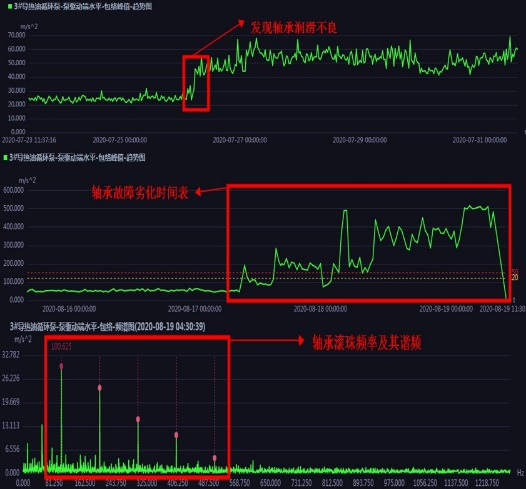 3#导热油循环泵-泵驱动端水平-包络峰值-趋势图
m/s^2
发现轴承润滑不良
70.000
60.000
50.000
40.000
30.000
20.000
10.000
0.000
2020-07-23 11:37:16 2020-07-25 00:00:00 2020-07-27 00:00:00 2020-07-29 00:00:00 2020-07-31 00:00:00
3#导热油循环泵-泵驱动端水平-包络峰值-趋势图
m/s^2
轴承故障劣化时间表
600.000
500.000
400.000
300.000
200.000
100.000
0.000
20
2020-08-16 00:00:00 2020-08-17 00:00:00 2020-08-18 00:00:00 2020-08-19 00:00:00 2020-08-19 11:30
3#导热油循环泵-泵驱动端水平-包络-频谱图(2020-08-19 04:30:39)
m/s^2
100.625
轴承滚珠频率及其谐频
32.782
26.226
19.669
13.113
6.556
0.000
0.000 81.250 162.500 243.750 325.000 406.250 487.500 568.750 650.000 731.250 812.500 893.750 975.000 1056.250 1137.500 1218.750